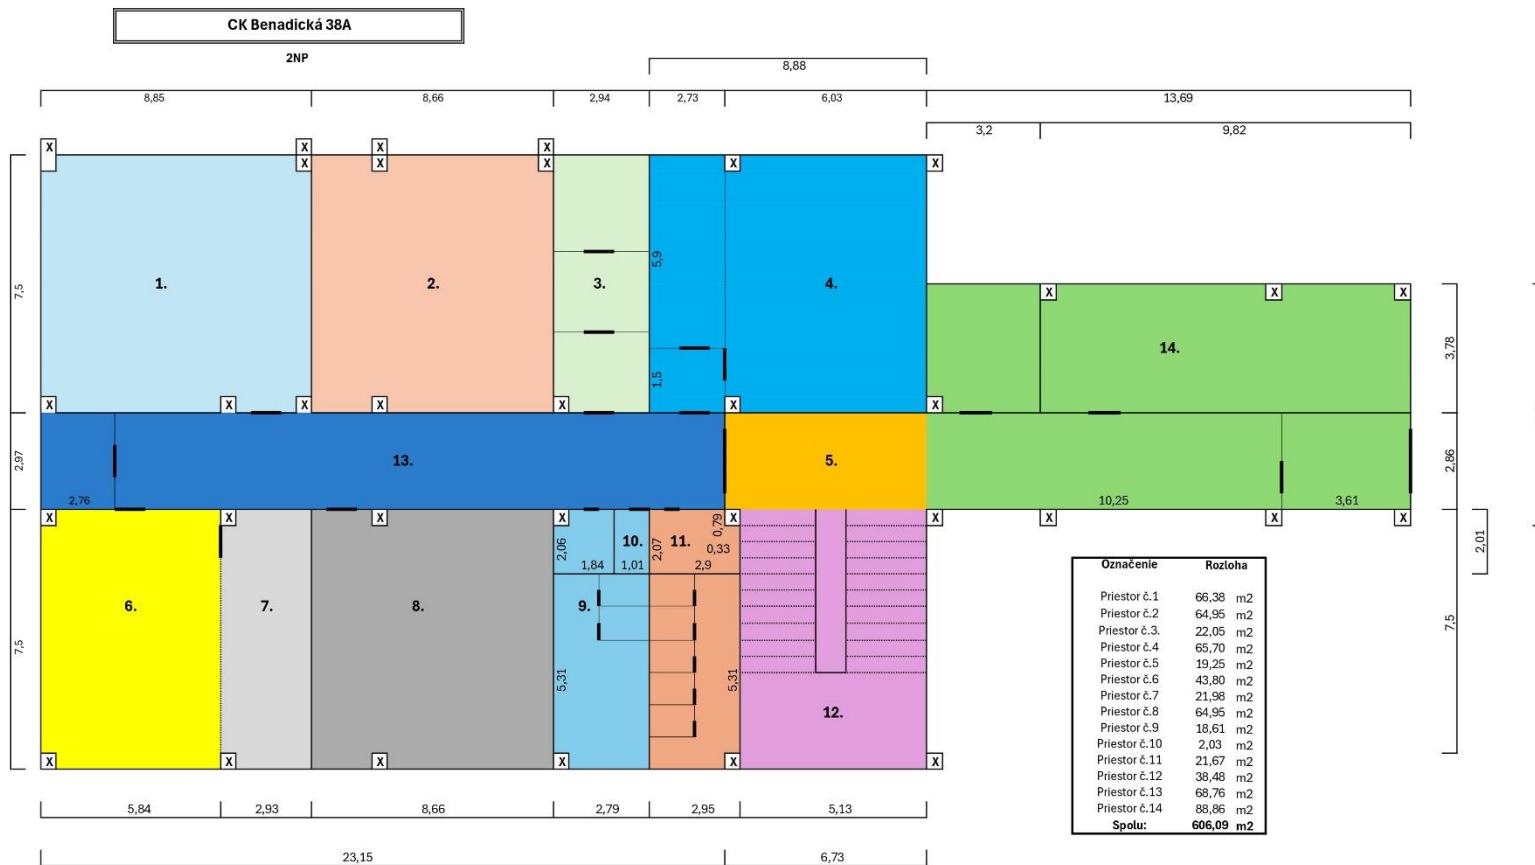 CK Benadická 38A
2NP
8,88
8,85 8,66 2,94 2,73 6,03 13,69
3,2 9,82
X X X X
X X X X X
5,9
7,5 1. 2. 3. 4.
X X X
14.
3,78
1,5
X X X X X X X
2,97 13. 5. 2,86
2,76 10,25 3,61
X X X X X X X X X
2,06 10. 2,07 11. 0,79
0,33
1,84 1,01 2,9
2,01
6. 7. 8. 9.
7,5 7,5
5,31 5,31
12.
X X X X X X
Označenie Rozloha
Priestor č.1 66,38 m2
Priestor č.2 64,95 m2
Priestor č.3. 22,05 m2
Priestor č.4 65,70 m2
Priestor č.5 19,25 m2
Priestor č.6 43,80 m2
Priestor č.7 21,98 m2
Priestor č.8 64,95 m2
Priestor č.9 18,61 m2
Priestor č.10 2,03 m2
Priestor č.11 21,67 m2
Priestor č.12 38,48 m2
Priestor č.13 68,76 m2
Priestor č.14 88,86 m2
Spolu: 606,09 m2
5,84 2,93 8,66 2,79 2,95 5,13
23,15 6,73